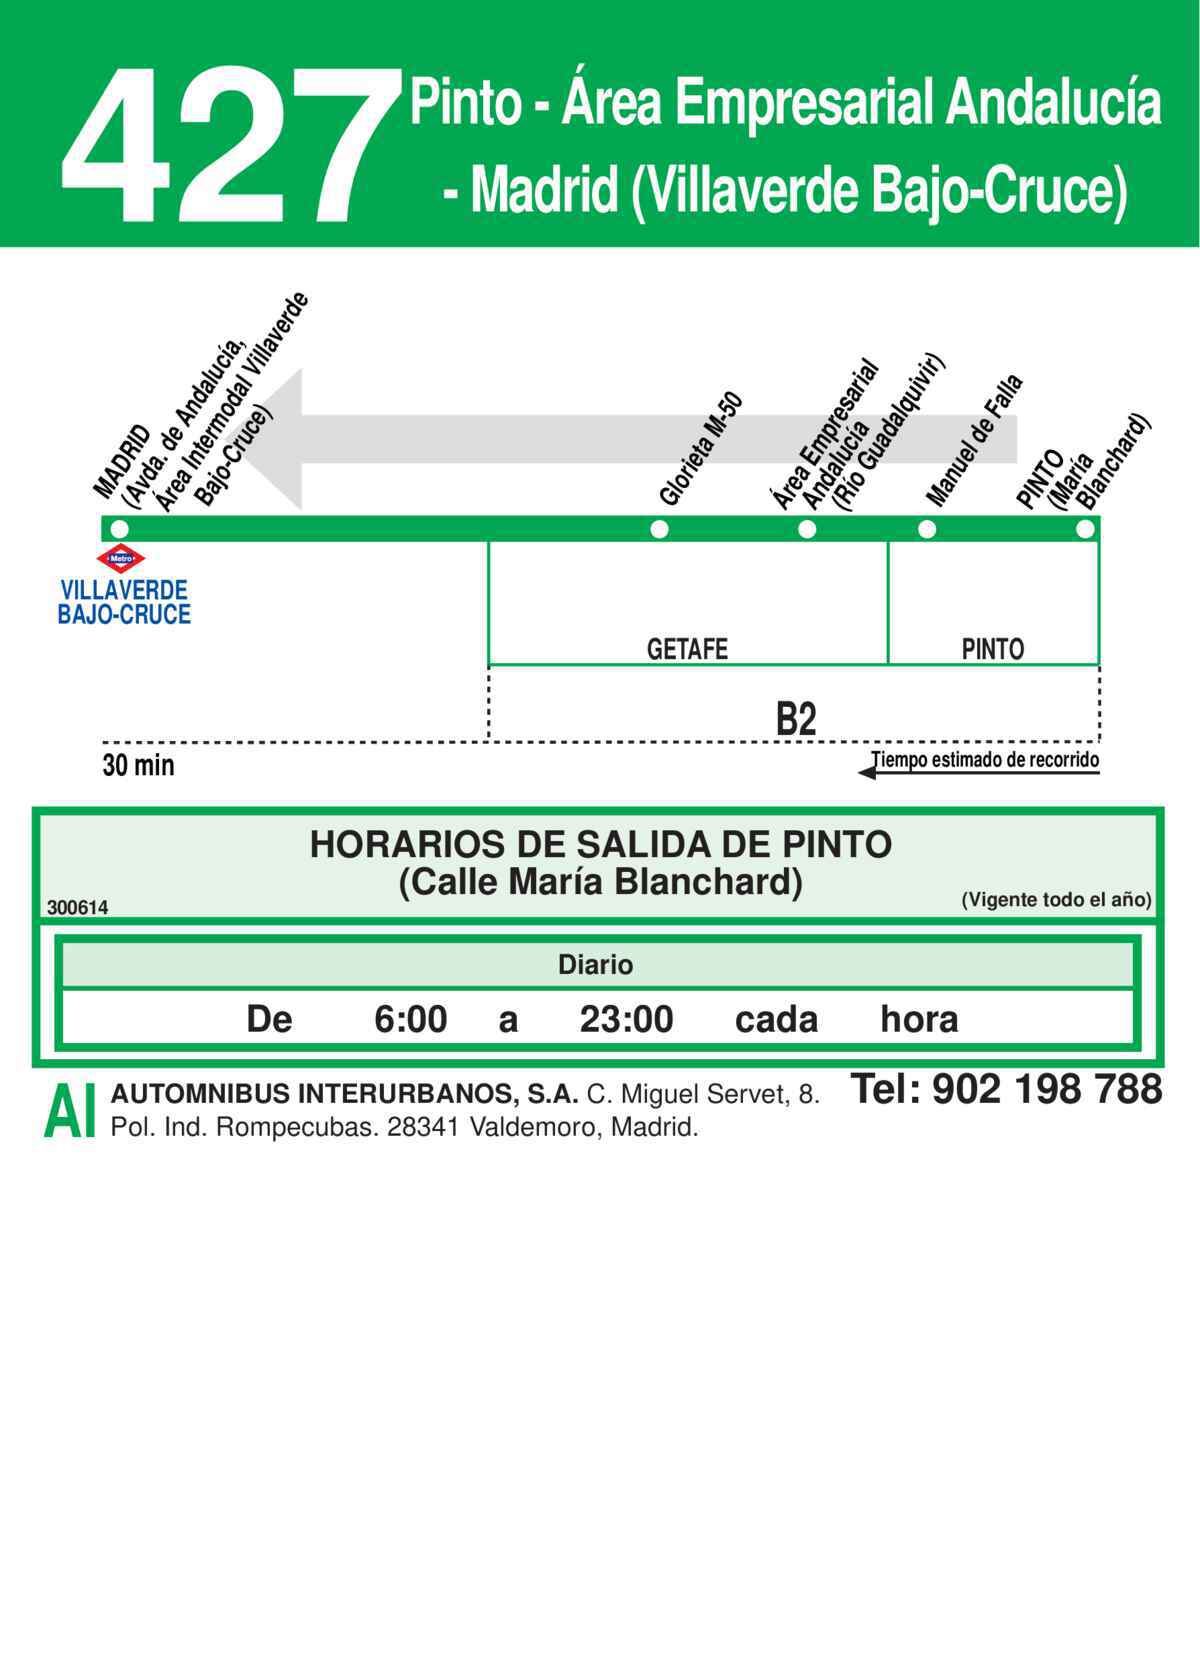 427
Pinto - Área Empresarial Andalucía
- Madrid (Villaverde Bajo-Cruce)
MADRID
(Avda. de Andalucía,
Área Intermodal Villaverde
Bajo-Cruce)
Glorieta M-50
Área Empresarial
Andalucía
(Río Guadalquivir)
Manuel de Falla
PINTO
(María
Blanchard)
Metro
VILLAVERDE
BAJO-CRUCE
GETAFE
PINTO
B2
30 min
Tiempo estimado de recorrido
HORARIOS DE SALIDA DE PINTO
(Calle María Blanchard)
300614
(Vigente todo el año)
Diario
De 6:00 a 23:00 cada hora
AI
AUTOMNIBUS INTERURBANOS, S.A. C. Miguel Servet, 8.
Pol. Ind. Rompecubas. 28341 Valdemoro, Madrid.
Tel: 902 198 788